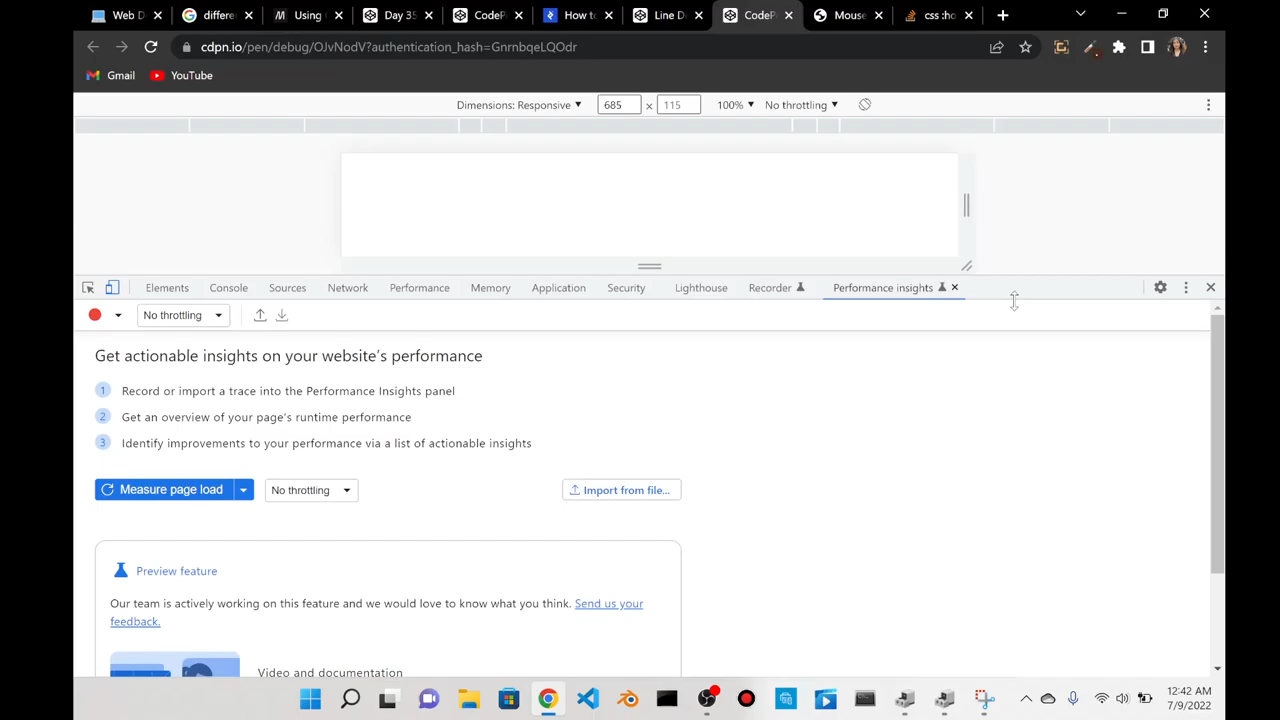 Web D
differen
Using C
Day 35
CodePe
How to
Line D
CodePe
Mouse
css :ho
cdpn.io/pen/debug/OJvNodV?authentication_hash=GnrnbqeLQOdr
Gmail
YouTube
Dimensions: Responsive 685 × 115 100% No throttling
Elements Console Sources Network Performance Memory Application Security Lighthouse Recorder Performance insights
No throttling
Get actionable insights on your website's performance
1 Record or import a trace into the Performance Insights panel
2 Get an overview of your page's runtime performance
3 Identify improvements to your performance via a list of actionable insights
Measure page load No throttling Import from file...
Preview feature
Our team is actively working on this feature and we would love to know what you think. Send us your
feedback.
Video and documentation
12:42 AM
7/9/2022